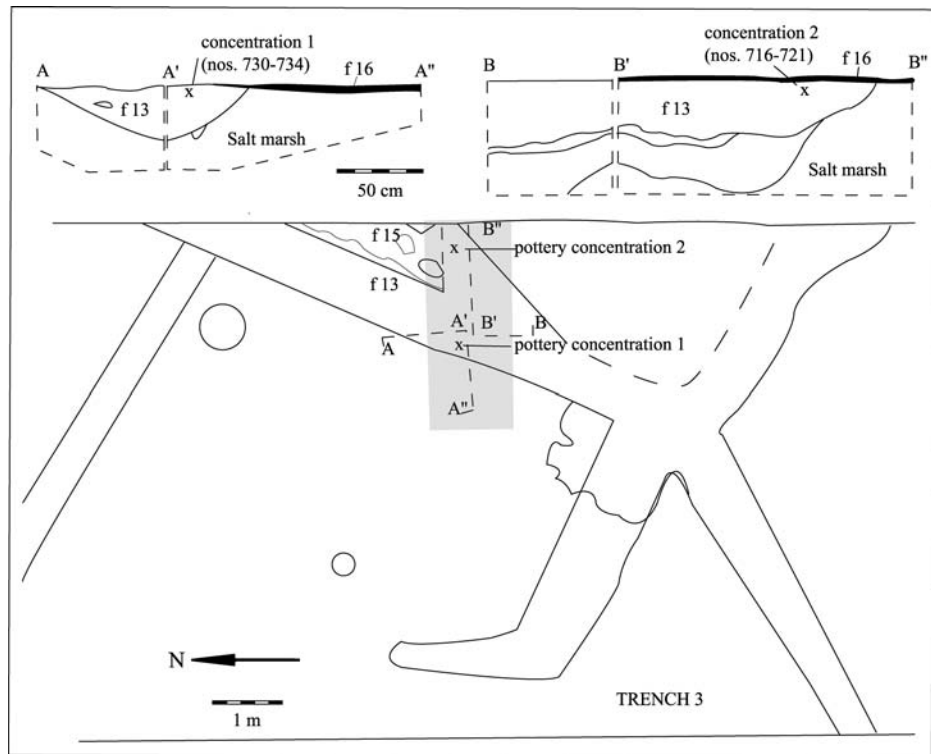 concentration 1
(nos. 730-734)
A
A'
f 16
A"
f 13
Salt marsh
50 cm
concentration 2
(nos. 716-721)
B
B'
f 16
B"
f 13
Salt marsh
f 15
B"
x
pottery concentration 2
f 13
A'
B'
B
A
x
pottery concentration 1
A"
N
1 m
TRENCH 3
x
x